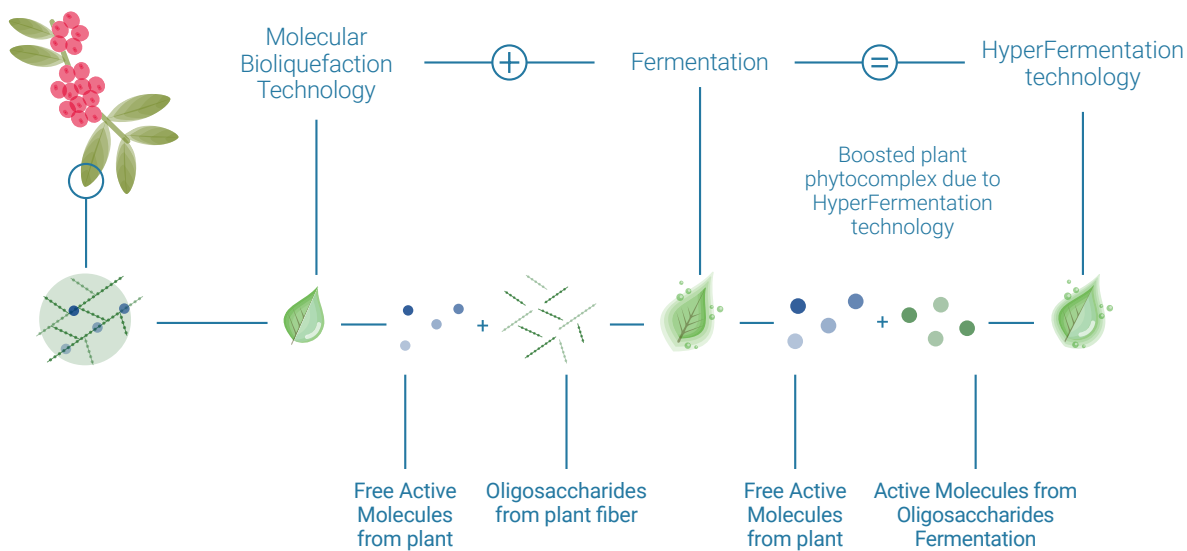 Molecular
Bioliquefaction
Technology
+
Fermentation
=
HyperFermentation
technology
Boosted plant
phytocomplex due to
HyperFermentation
technology
+
+
Free Active
Molecules
from plant
Oligosaccharides
from plant fiber
Free Active
Molecules
from plant
Active Molecules from
Oligosaccharides
Fermentation